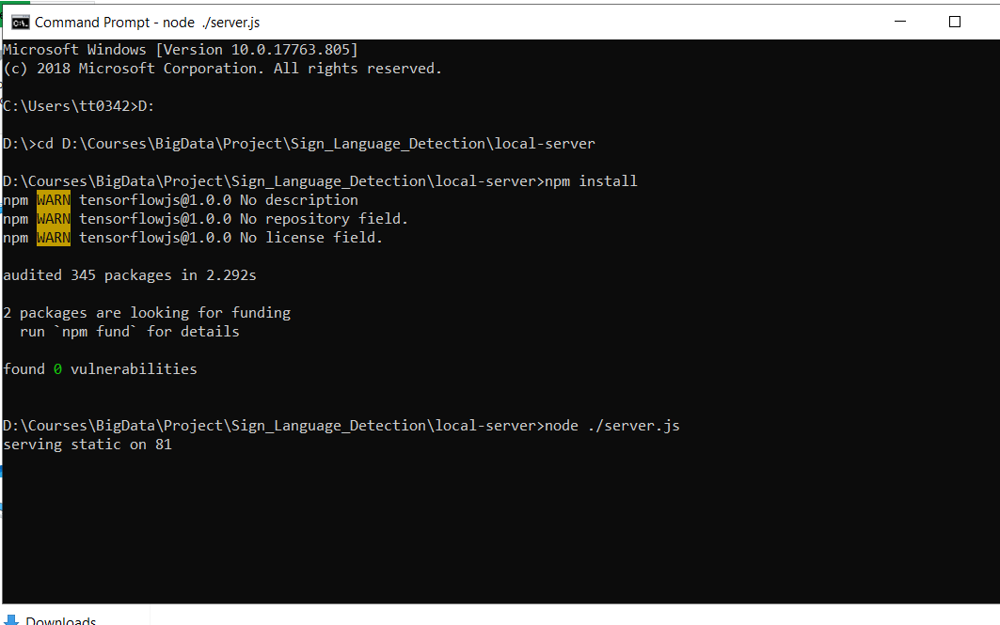 Command Prompt - node ./server.js
Microsoft Windows [Version 10.0.17763.805]
(c) 2018 Microsoft Corporation. All rights reserved.
C:\Users\tt0342>D:
D:\>cd D:\Courses\BigData\Project\Sign_Language_Detection\local-server
D:\Courses\BigData\Project\Sign_Language_Detection\local-server>npm install
npm WARN tensorflowjs@1.0.0 No description
npm WARN tensorflowjs@1.0.0 No repository field.
npm WARN tensorflowjs@1.0.0 No license field.
audited 345 packages in 2.292s
2 packages are looking for funding
run `npm fund` for details
found 0 vulnerabilities
D:\Courses\BigData\Project\Sign_Language_Detection\local-server>node ./server.js
serving static on 81
Downloads